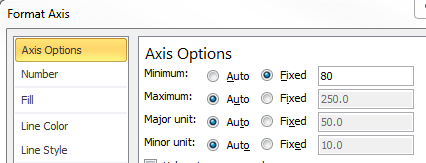 Format Axis
Axis Options
Number
Fill
Line Color
Line Style
Axis Options
Minimum: Auto Fixed 80
Maximum: Auto Fixed 250.0
Major unit: Auto Fixed 50.0
Minor unit: Auto Fixed 10.0